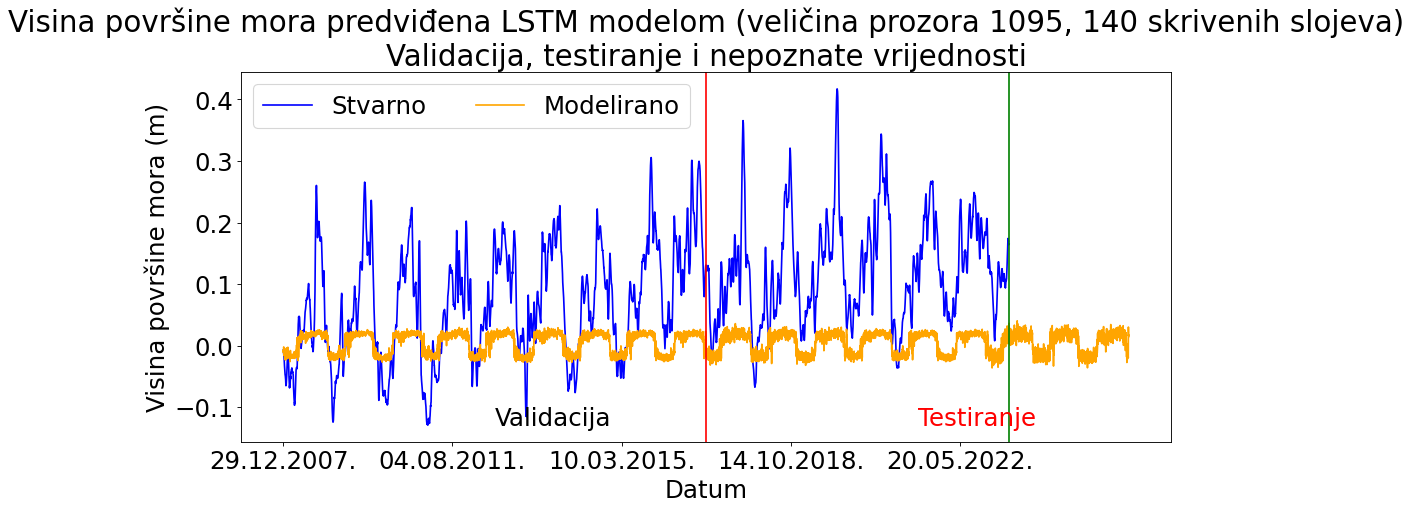 Visina površine mora predviđena LSTM modelom (veličina prozora 1095, 140 skrivenih slojeva)
Validacija, testiranje i nepoznate vrijednosti
Stvarno Modelirano
Visina površine mora (m)
0.4
0.3
0.2
0.1
0.0
−0.1
Validacija Testiranje
29.12.2007. 04.08.2011. 10.03.2015. 14.10.2018. 20.05.2022.
Datum